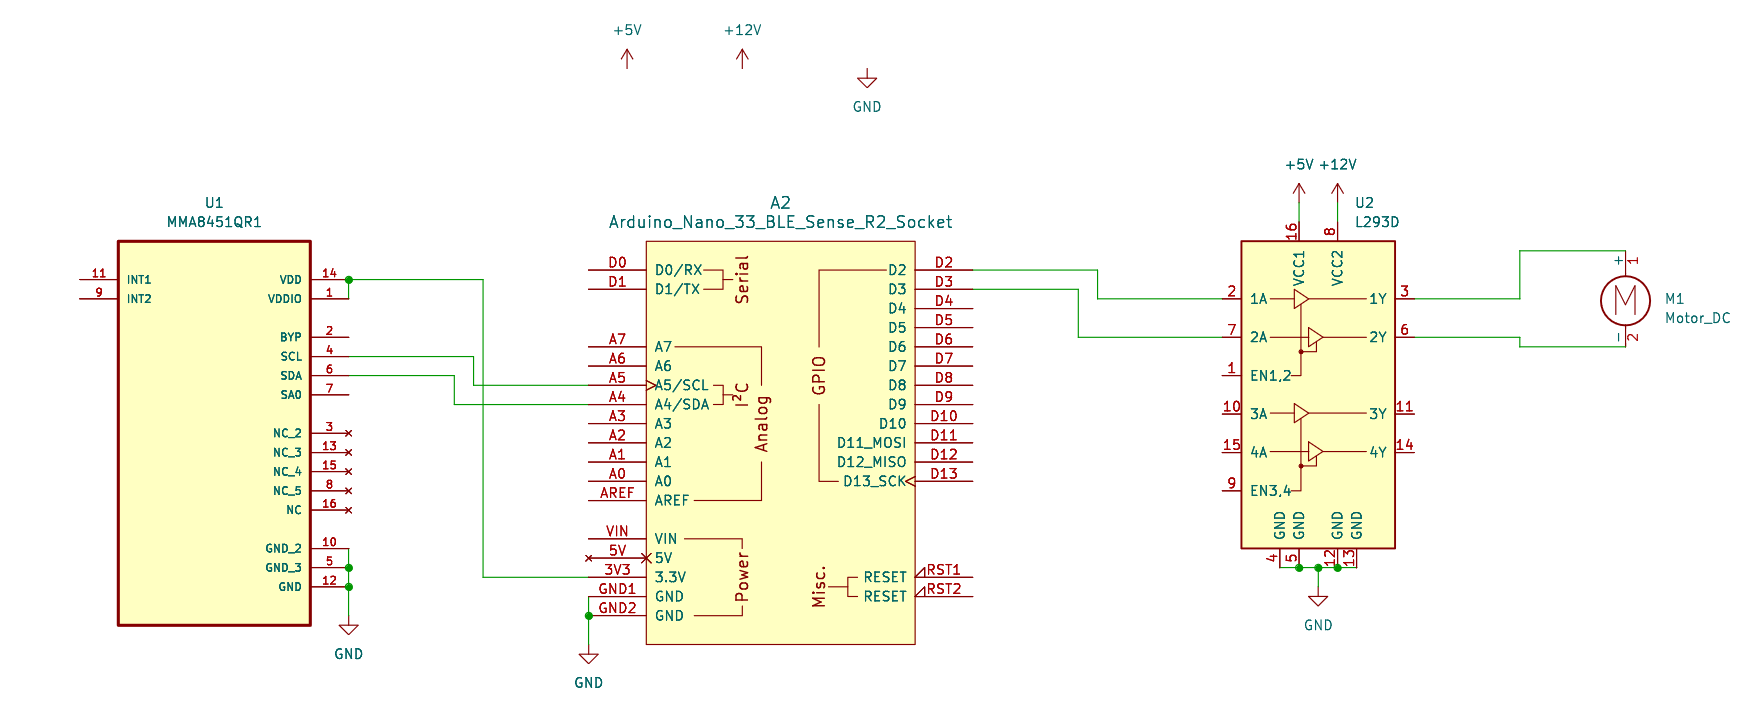 +5V
+12V
GND
U1
MMA8451QR1
11
INT1
9
INT2
VDD
14
VDDIO
1
BYP
2
SCL
4
SDA
6
SA0
7
NC_2
3
NC_3
13
NC_4
15
NC_5
8
NC
16
GND_2
10
GND_3
5
GND
12
GND
A2
Arduino_Nano_33_BLE_Sense_R2_Socket
D0
D0/RX
D1
D1/TX
Serial
A7
A7
A6
A6
A5
A5/SCL
A4
A4/SDA
I²C
A3
A3
A2
A2
A1
A1
A0
A0
AREF
AREF
Analog
VIN
VIN
5V
5V
3V3
3.3V
GND1
GND
GND2
GND
Power
GND
D2
D2
D3
D3
D4
D4
D5
D5
D6
D6
D7
D7
D8
D8
D9
D9
D10
D10
D11_MOSI
D11
D12_MISO
D12
D13_SCK
D13
GPIO
Misc.
RESET
RST1
RESET
RST2
+5V
+12V
U2
L293D
16
VCC1
8
VCC2
2
1A
1Y
3
7
2A
2Y
6
1
EN1,2
10
3A
3Y
11
15
4A
4Y
14
9
EN3,4
GND
GND
GND
GND
4
5
12
13
GND
+
1
M
M1
Motor_DC
-
2